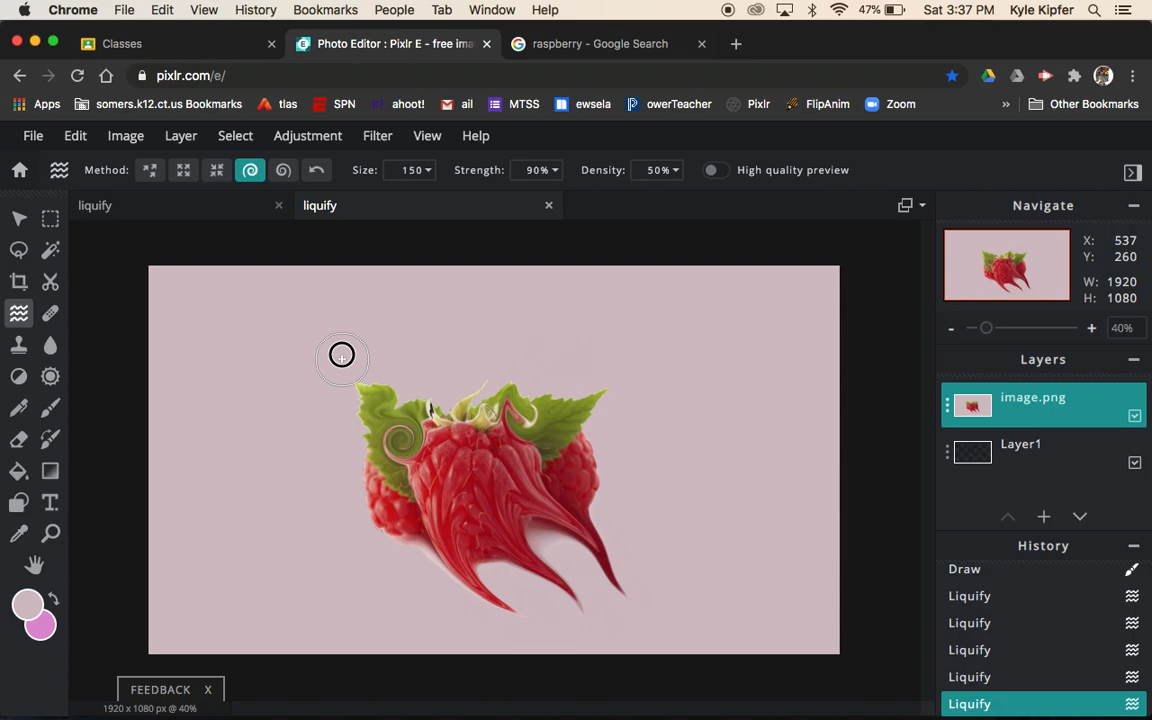 Chrome File Edit View History Bookmarks People Tab Window Help 47% Sat 3:37 PM Kyle Kipfer
Classes Photo Editor : Pixlr E - free ima raspberry - Google Search
pixlr.com/e/
Apps somers.k12.ct.us Bookmarks tlas SPN ahoot! ail MTSS ewsela owerTeacher Pixlr FlipAnim Zoom » Other Bookmarks
File Edit Image Layer Select Adjustment Filter View Help
Method: Size: 150 Strength: 90% Density: 50% High quality preview
liquify liquify Navigate
X: 537
Y: 260
W: 1920
H: 1080
40%
Layers
image.png
Layer1
History
Draw
Liquify
Liquify
Liquify
Liquify
Liquify
FEEDBACK X
1920 x 1080 px @ 40%